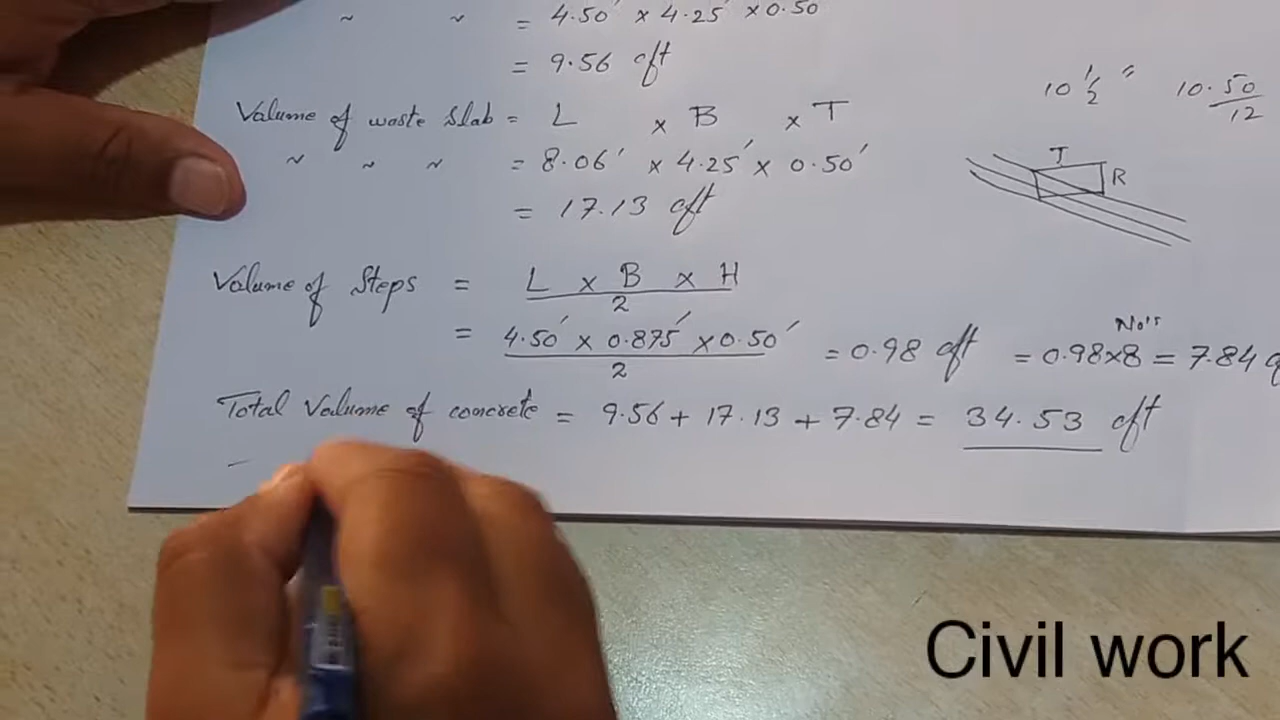 ~ ~ = 4.50' x 4.25' x 0.50
= 9.56 cft
10 1/2 " 10.50/12
Volume of waste Slab = L x B x T
~ ~ ~ = 8.06' x 4.25' x 0.50'
= 17.13 cft
T
R
Volume of Steps = L x B x H / 2
= 4.50' x 0.875' x 0.50' / 2 = 0.98 cft = 0.98x8 = 7.84 c
No's
Total Volume of concrete = 9.56 + 17.13 + 7.84 = 34.53 cft
Civil work